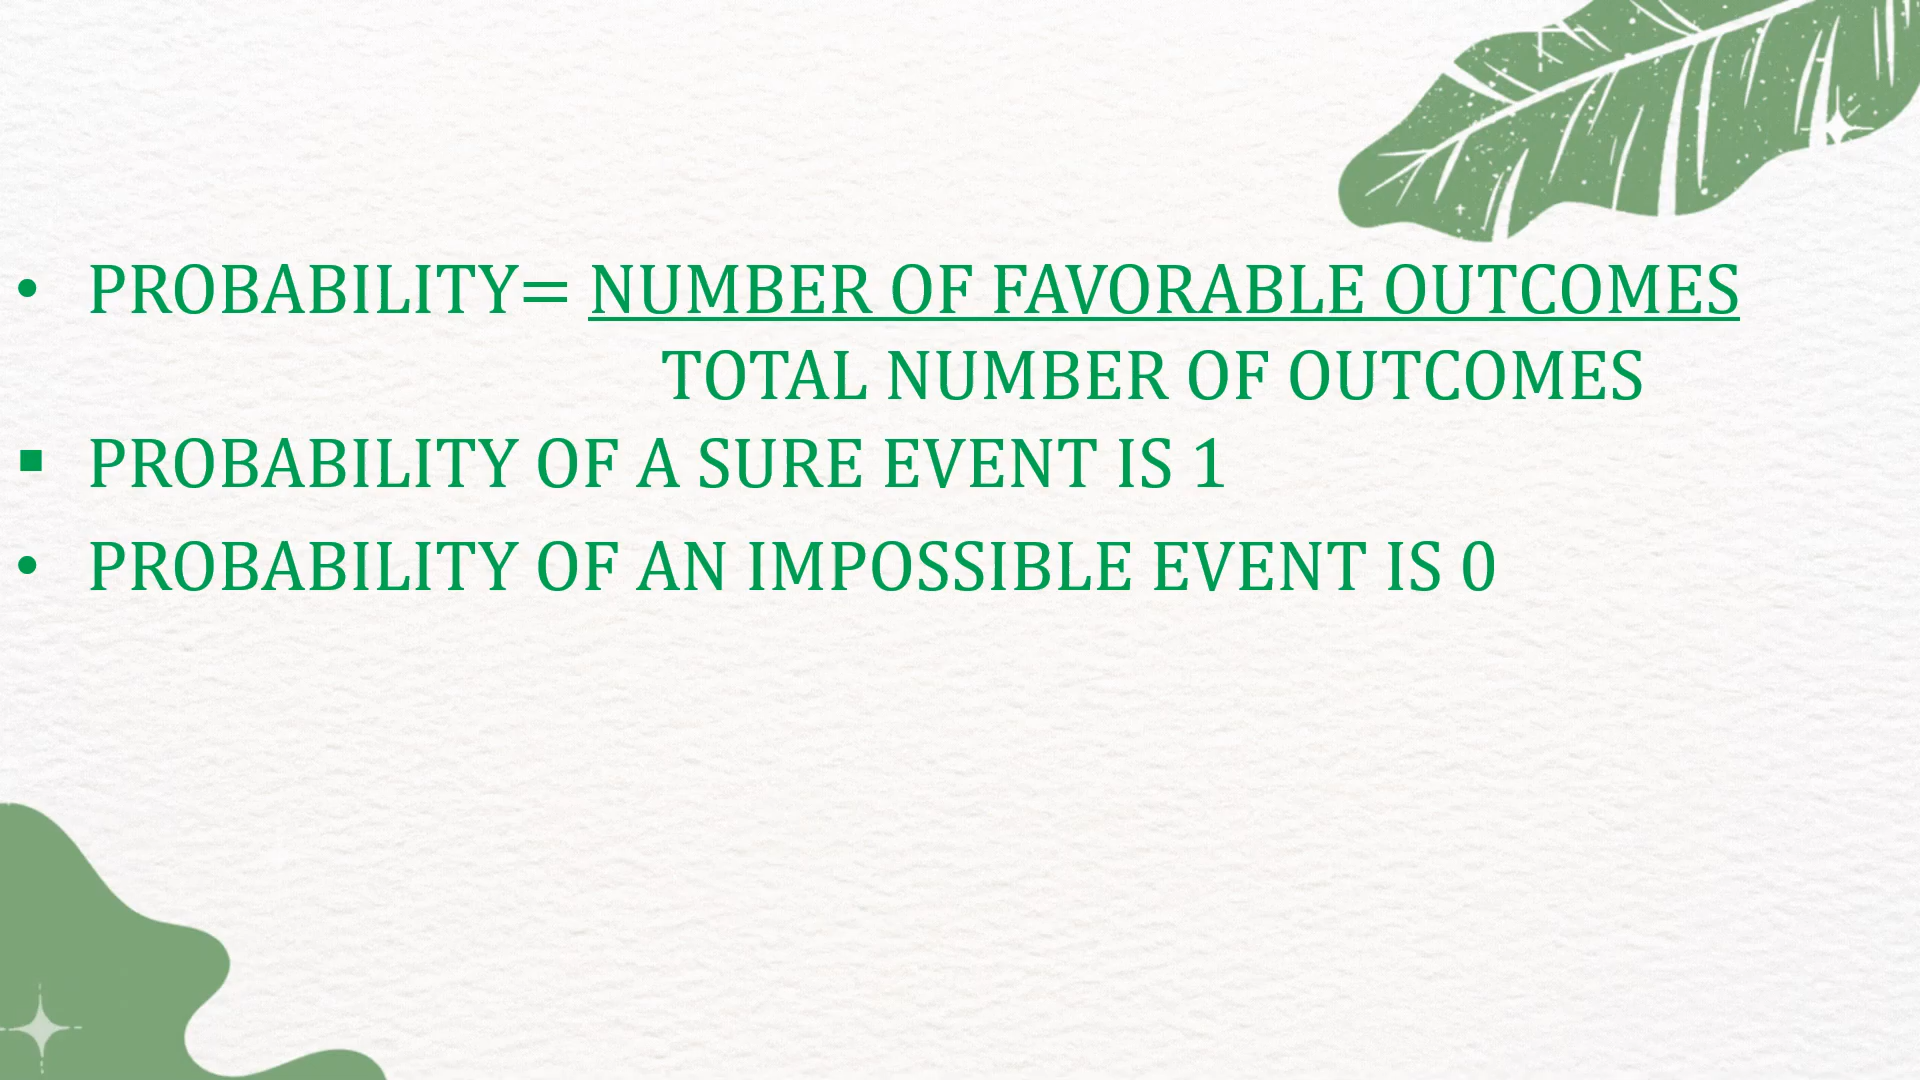 • PROBABILITY= NUMBER OF FAVORABLE OUTCOMES
TOTAL NUMBER OF OUTCOMES
▪ PROBABILITY OF A SURE EVENT IS 1
• PROBABILITY OF AN IMPOSSIBLE EVENT IS 0